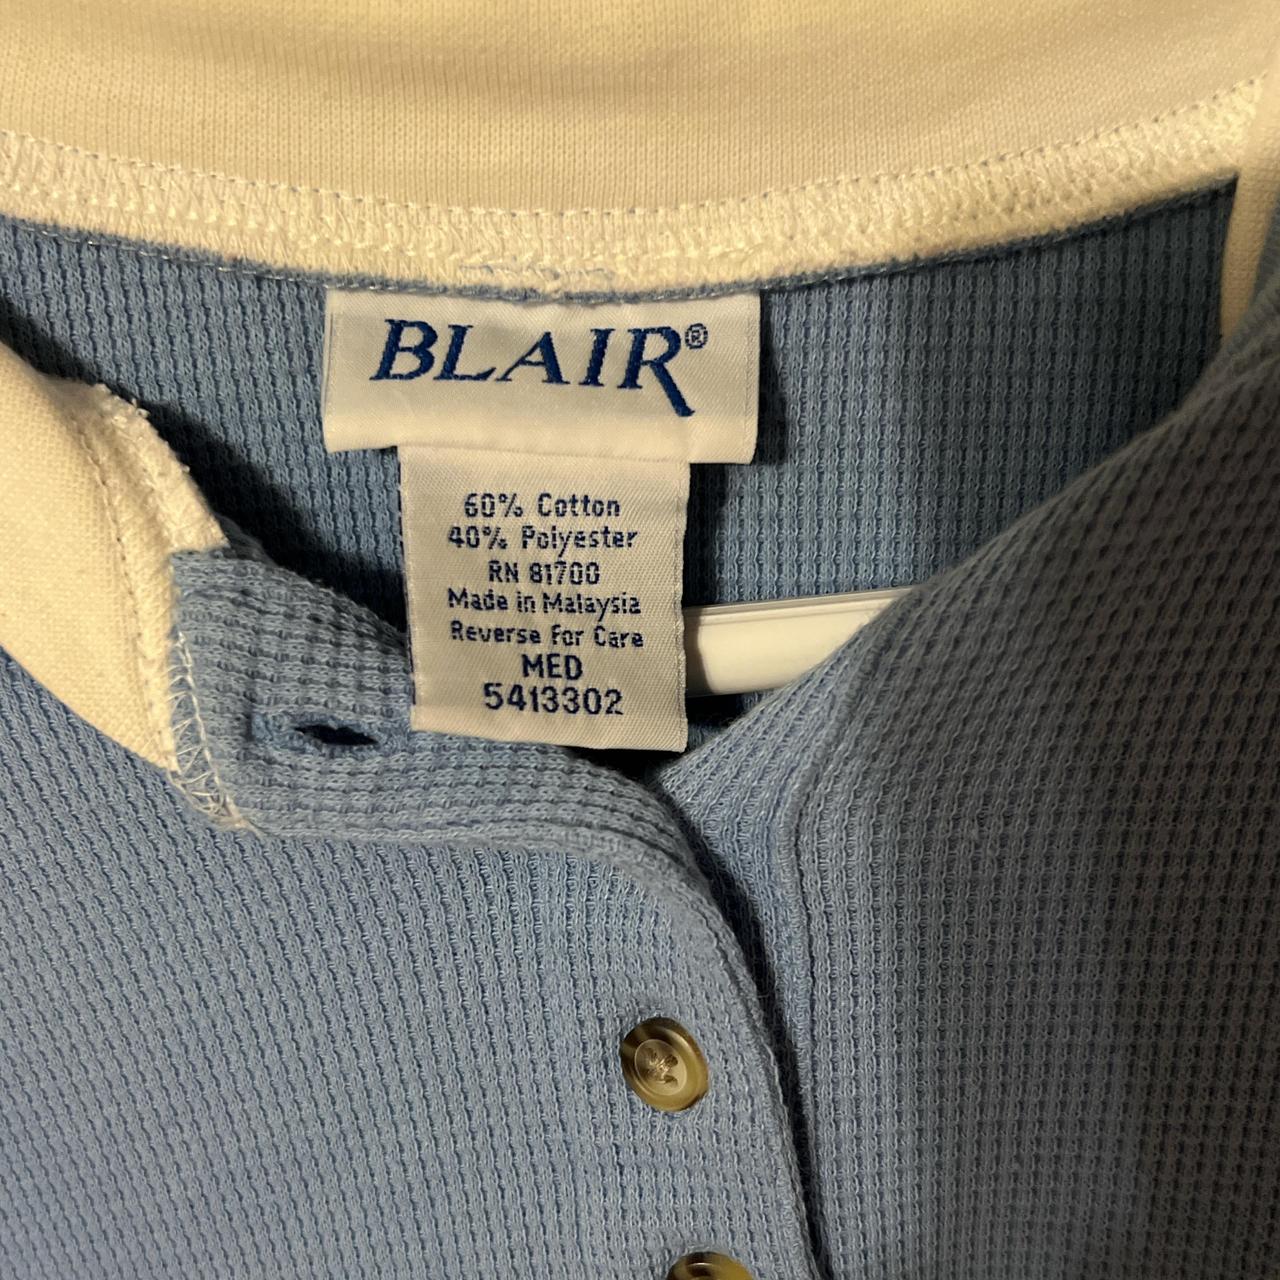 BLAIR®
60% Cotton
40% Polyester
RN 81700
Made in Malaysia
Reverse for Care
MED
5413302